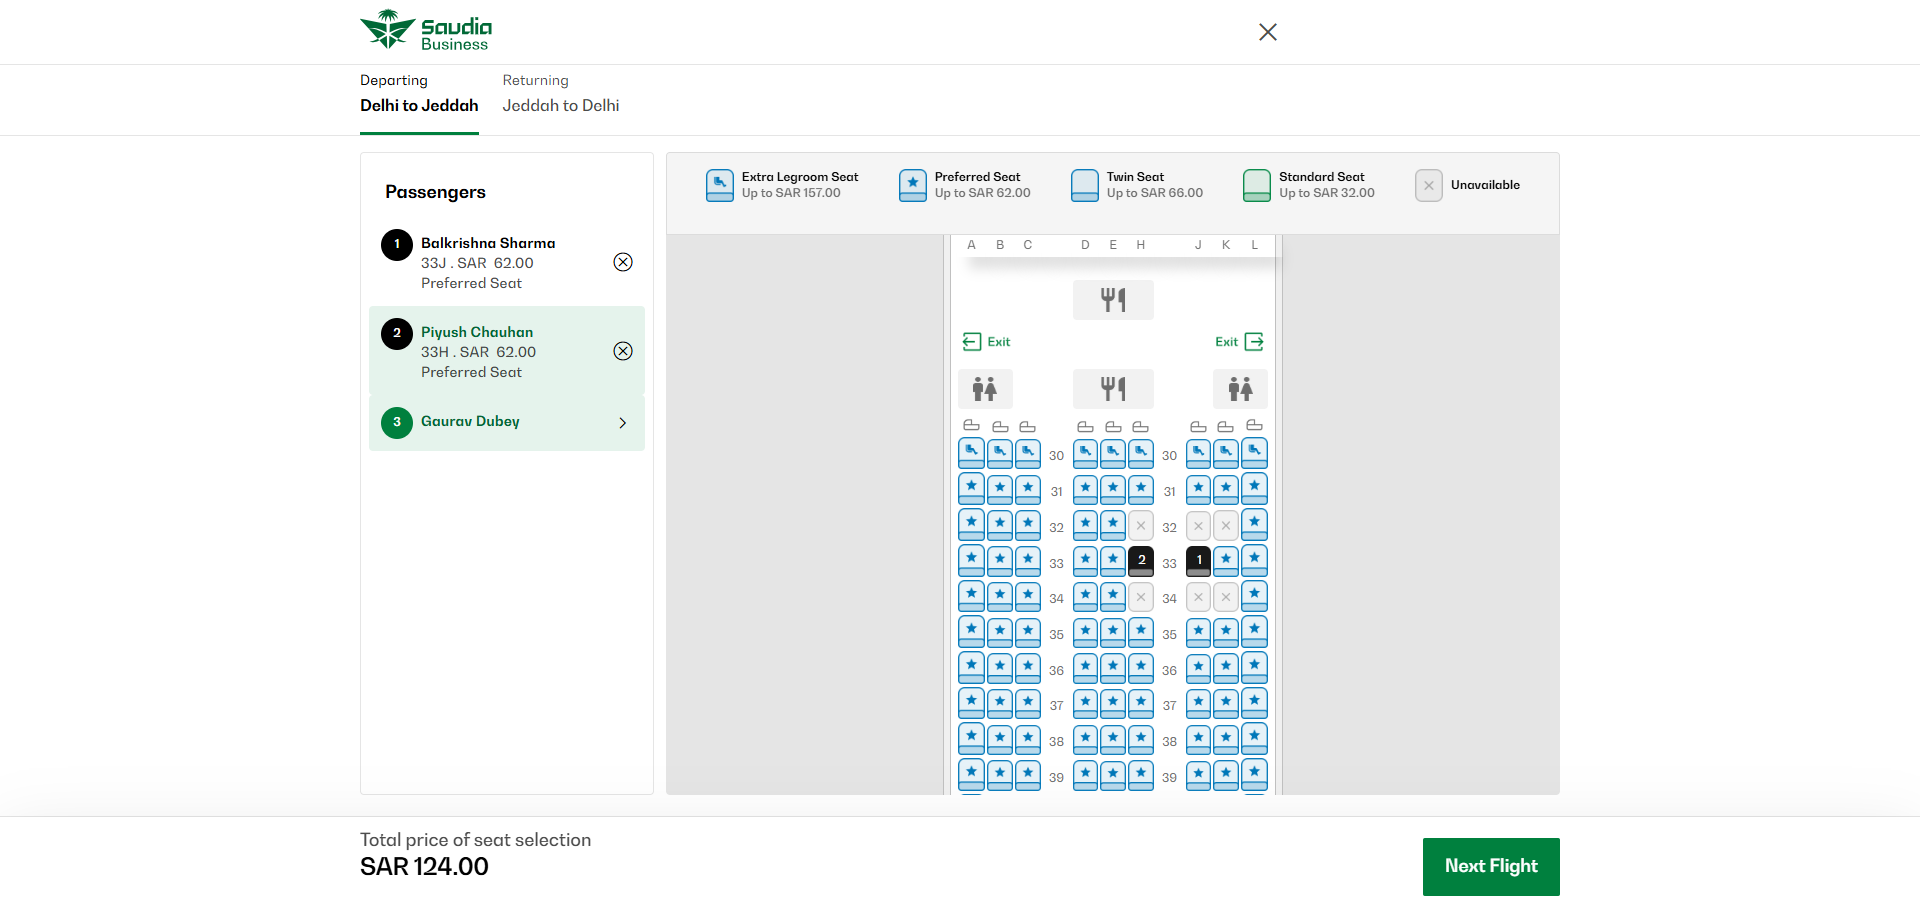 Saudia
Business
Departing
Delhi to Jeddah
Returning
Jeddah to Delhi
Passengers
1
Balkrishna Sharma
33J . SAR 62.00
Preferred Seat
2
Piyush Chauhan
33H . SAR 62.00
Preferred Seat
3
Gaurav Dubey
Extra Legroom Seat
Up to SAR 157.00
Preferred Seat
Up to SAR 62.00
Twin Seat
Up to SAR 66.00
Standard Seat
Up to SAR 32.00
Unavailable
A B C D E H J K L
Exit Exit
30 30
31 31
32 32
33 2 1 33
34 34
35 35
36 36
37 37
38 38
39 39
Total price of seat selection
SAR 124.00
Next Flight